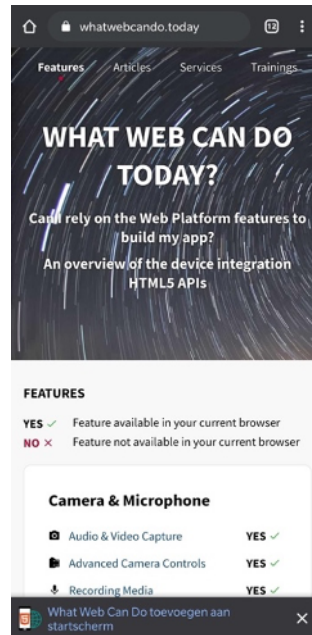 whatwebcando.today
12
Features Articles Services Trainings
WHAT WEB CAN DO
TODAY?
Can I rely on the Web Platform features to
build my app?
An overview of the device integration
HTML5 APIs
FEATURES
YES ✓ Feature available in your current browser
NO × Feature not available in your current browser
Camera & Microphone
Audio & Video Capture YES ✓
Advanced Camera Controls YES ✓
Recording Media YES ✓
What Web Can Do toevoegen aan
startscherm